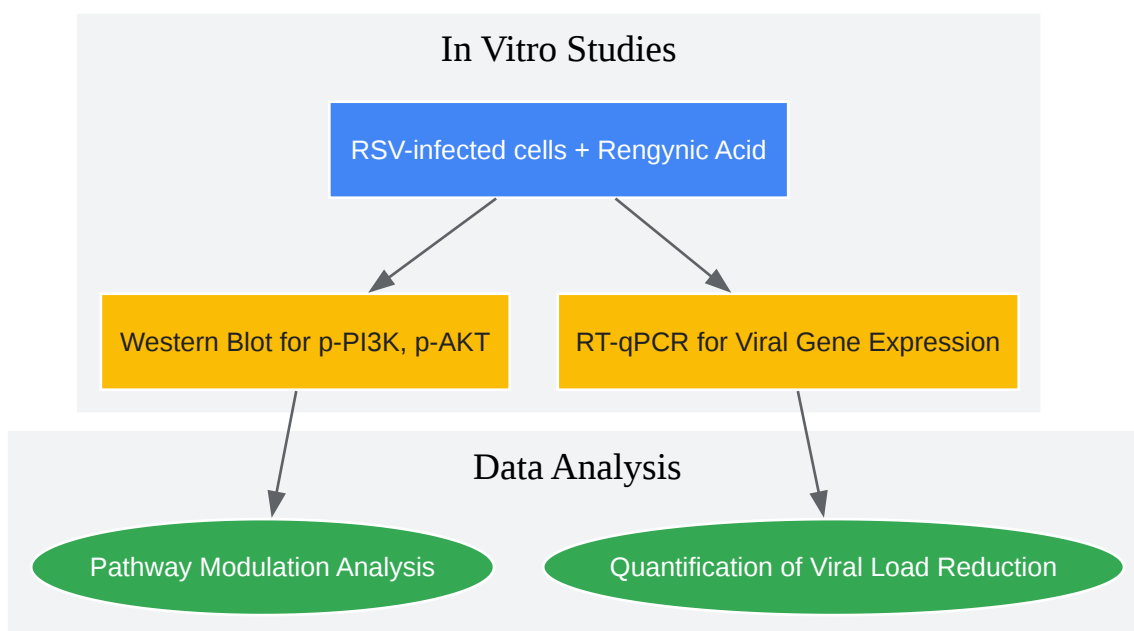 In Vitro Studies
RSV-infected cells + Rengynic Acid
Western Blot for p-PI3K, p-AKT
RT-qPCR for Viral Gene Expression
Data Analysis
Pathway Modulation Analysis
Quantification of Viral Load Reduction